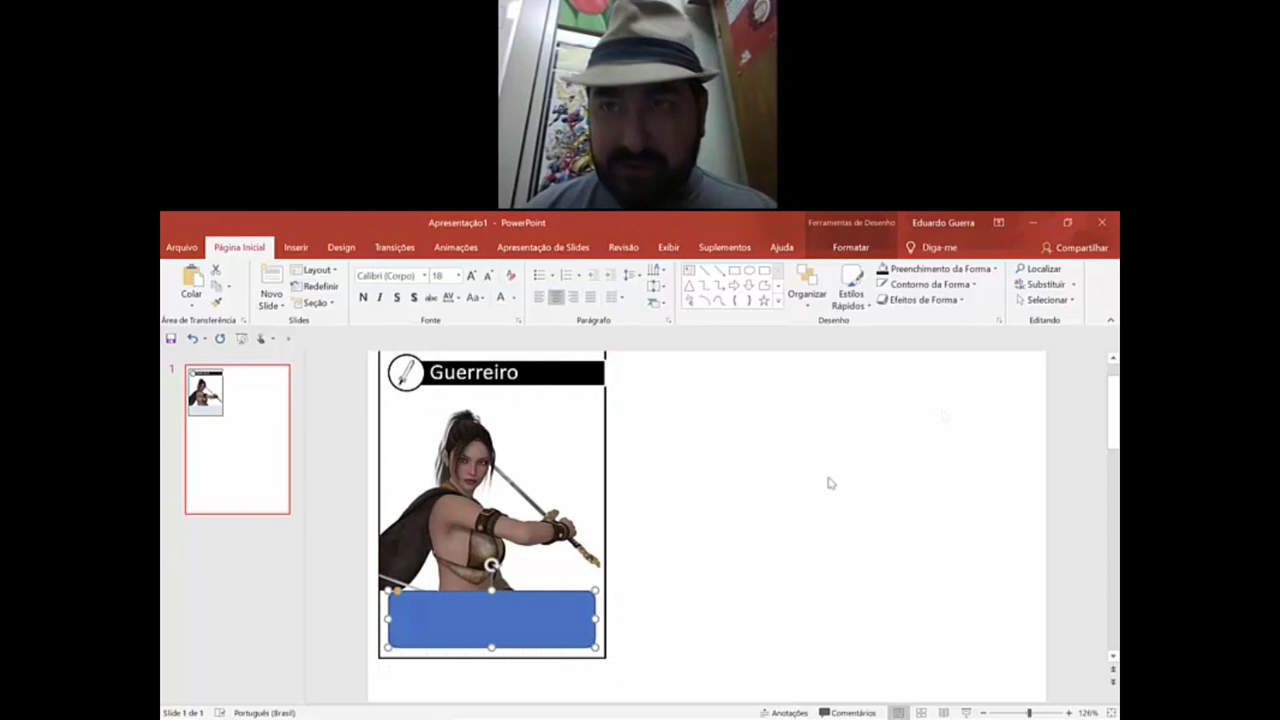 Apresentação1 - PowerPoint
Ferramentas de Desenho
Eduardo Guerra
Arquivo
Página Inicial
Inserir
Design
Transições
Animações
Apresentação de Slides
Revisão
Exibir
Suplementos
Ajuda
Formatar
Diga-me
Compartilhar
Colar
Área de Transferência
Novo
Slide
Layout
Redefinir
Seção
Slides
Calibri (Corpo)
18
N I S S abc AV Aa A
Fonte
Parágrafo
Organizar
Estilos
Rápidos
Preenchimento da Forma
Contorno da Forma
Efeitos de Forma
Desenho
Localizar
Substituir
Selecionar
Editando
1
Guerreiro
Slide 1 de 1
Português (Brasil)
Anotações
Comentários
126%